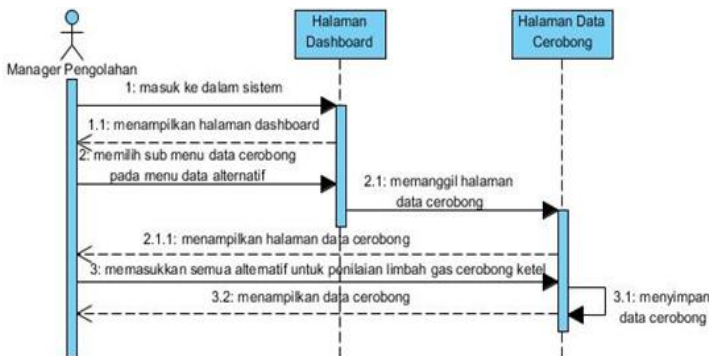 Halaman
Dashboard
Halaman Data
Cerobong
Manager Pengolahan
1: masuk ke dalam sistem
1.1: menampilkan halaman dashboard
2: memilih sub menu data cerobong
pada menu data alternatif
2.1: memanggil halaman
data cerobong
2.1.1: menampilkan halaman data cerobong
3: memasukkan semua alternatif untuk penilaian limbah gas cerobong ketel
3.2: menampilkan data cerobong
3.1: menyimpan
data cerobong